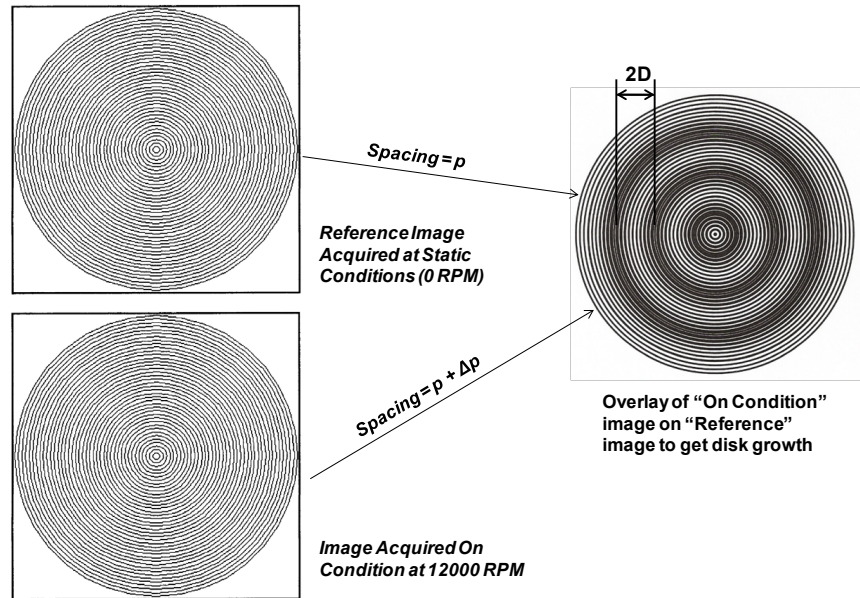 2D
Spacing = p
Reference Image
Acquired at Static
Conditions (0 RPM)
Spacing = p + Δp
Overlay of “On Condition”
image on “Reference”
image to get disk growth
Image Acquired On
Condition at 12000 RPM